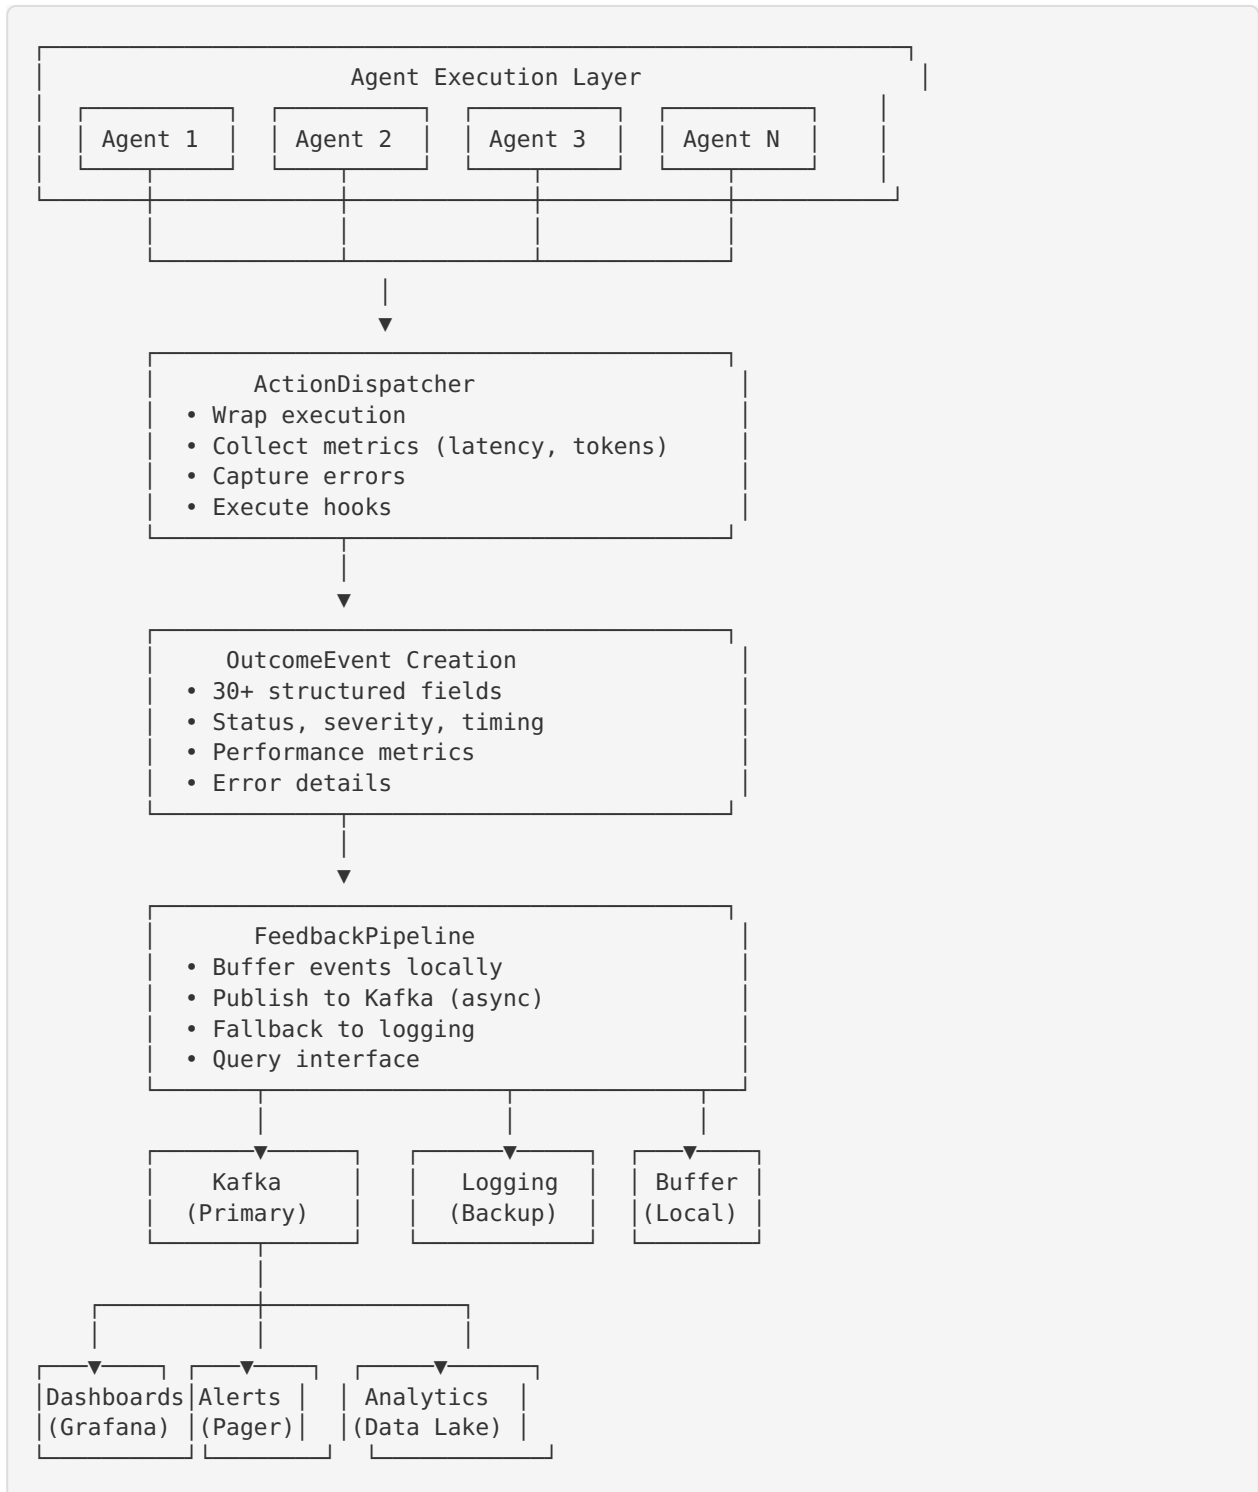 Agent Execution Layer
Agent 1 Agent 2 Agent 3 Agent N
ActionDispatcher
• Wrap execution
• Collect metrics (latency, tokens)
• Capture errors
• Execute hooks
OutcomeEvent Creation
• 30+ structured fields
• Status, severity, timing
• Performance metrics
• Error details
FeedbackPipeline
• Buffer events locally
• Publish to Kafka (async)
• Fallback to logging
• Query interface
Kafka Logging Buffer
(Primary) (Backup) (Local)
Dashboards Alerts Analytics
(Grafana) (Pager) (Data Lake)